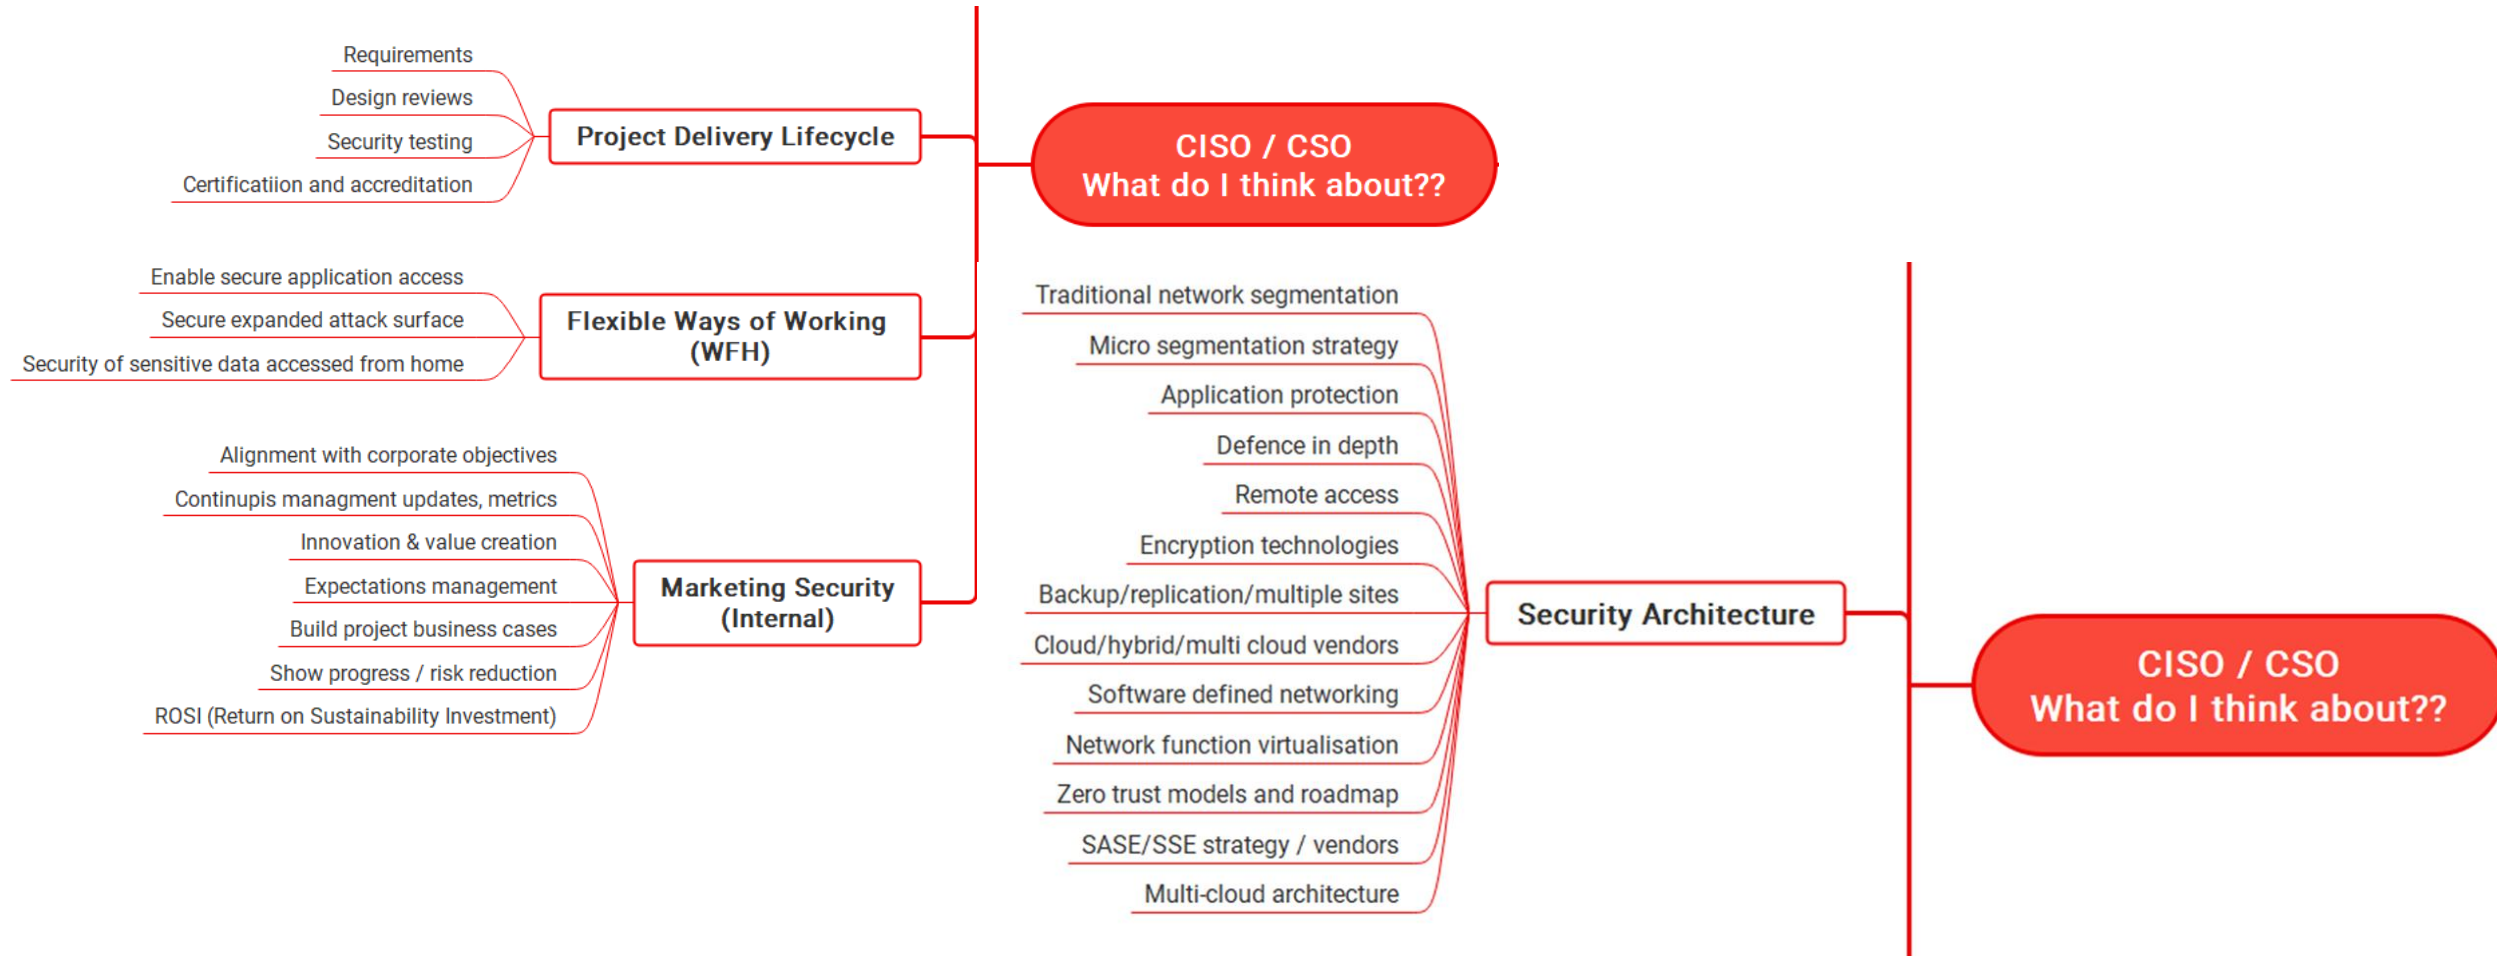 Requirements
Design reviews
Security testing
Certificatiion and accreditation
Project Delivery Lifecycle
CISO / CSO
What do I think about??
Enable secure application access
Secure expanded attack surface
Security of sensitive data accessed from home
Flexible Ways of Working
(WFH)
Alignment with corporate objectives
Continupis managment updates, metrics
Innovation & value creation
Expectations management
Build project business cases
Show progress / risk reduction
ROSI (Return on Sustainability Investment)
Marketing Security
(Internal)
Traditional network segmentation
Micro segmentation strategy
Application protection
Defence in depth
Remote access
Encryption technologies
Backup/replication/multiple sites
Cloud/hybrid/multi cloud vendors
Software defined networking
Network function virtualisation
Zero trust models and roadmap
SASE/SSE strategy / vendors
Multi-cloud architecture
Security Architecture
CISO / CSO
What do I think about??